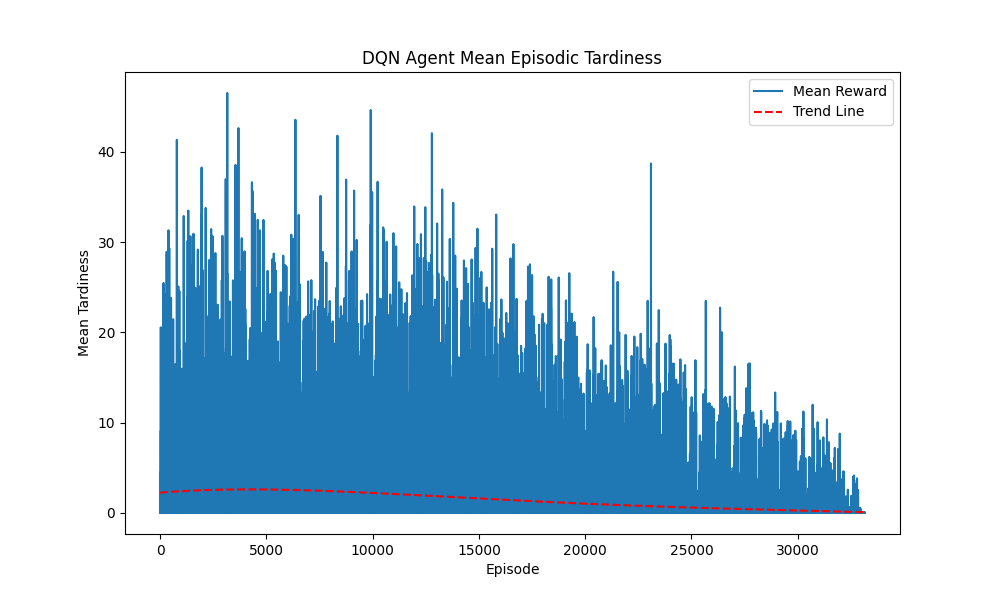 DQN Agent Mean Episodic Tardiness
Mean Reward
Trend Line
Mean Tardiness
40
30
20
10
0
0 5000 10000 15000 20000 25000 30000
Episode